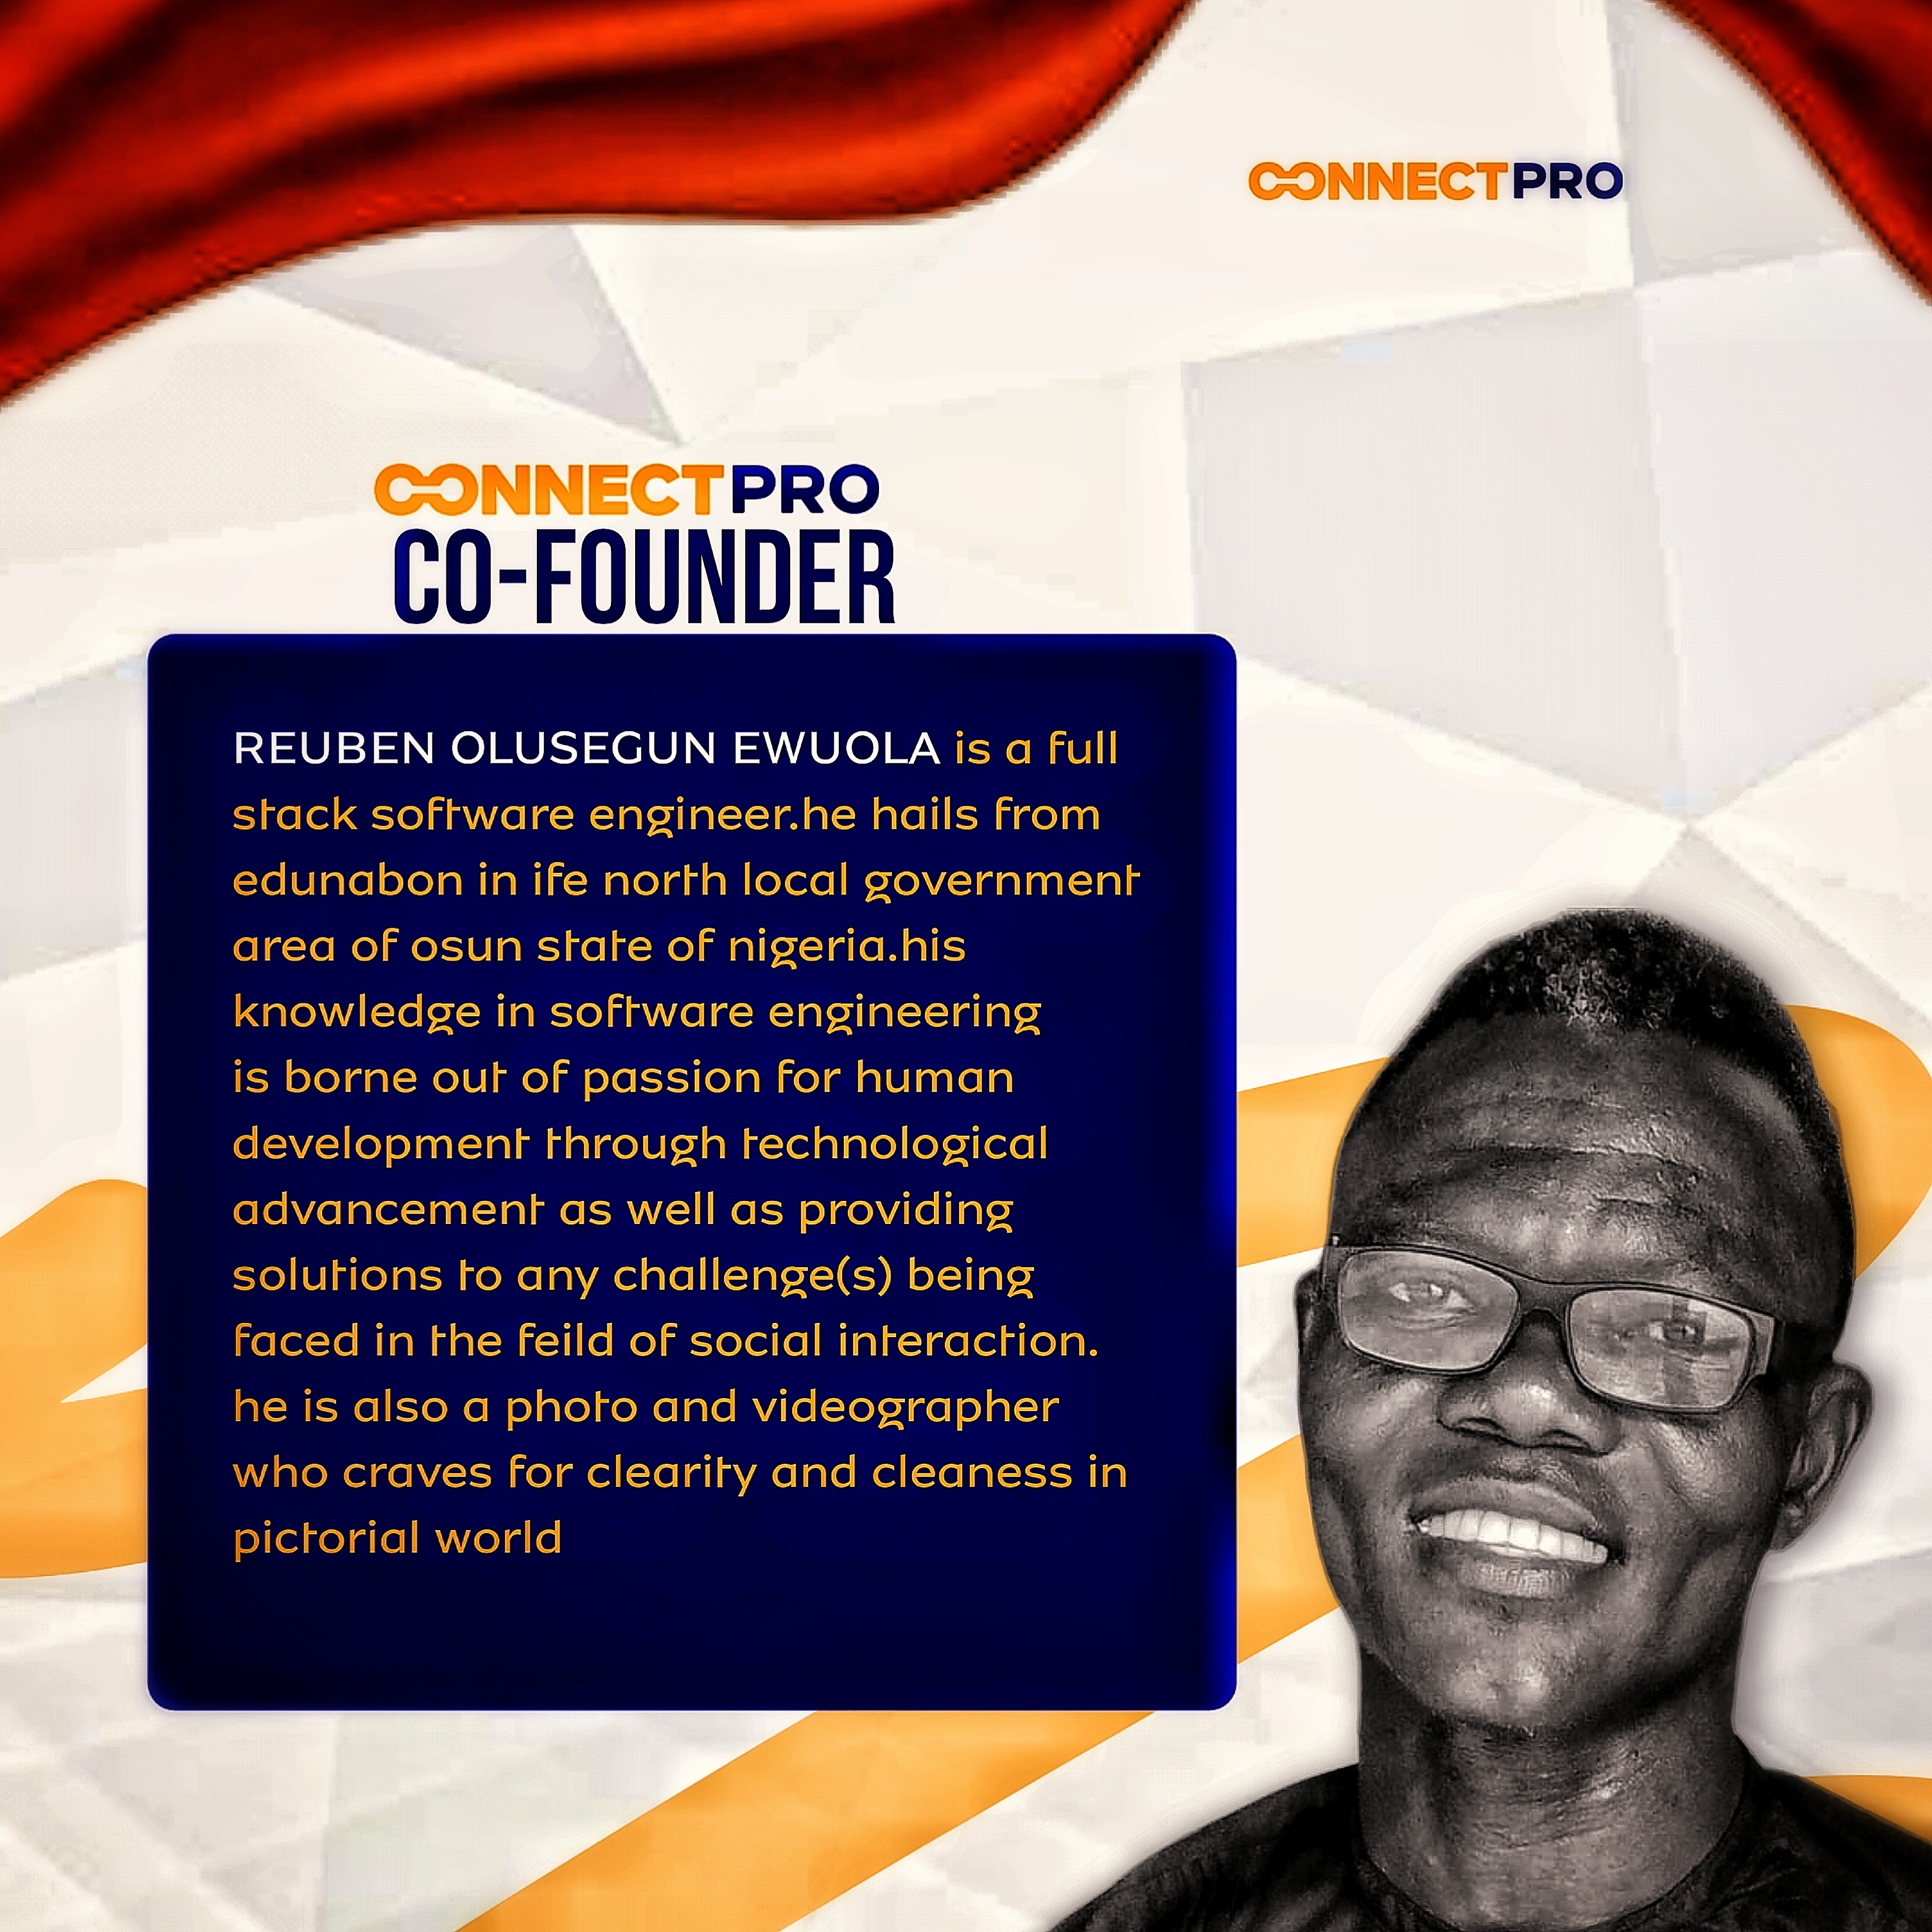 CONNECTPRO
CONNECTPRO
CO-FOUNDER
REUBEN OLUSEGUN EWUOLA is a full
stack software engineer.he hails from
edunabon in ife north local government
area of osun state of nigeria.his
knowledge in software engineering
is borne out of passion for human
development through technological
advancement as well as providing
solutions to any challenge(s) being
faced in the feild of social interaction.
he is also a photo and videographer
who craves for clearity and cleaness in
pictorial world